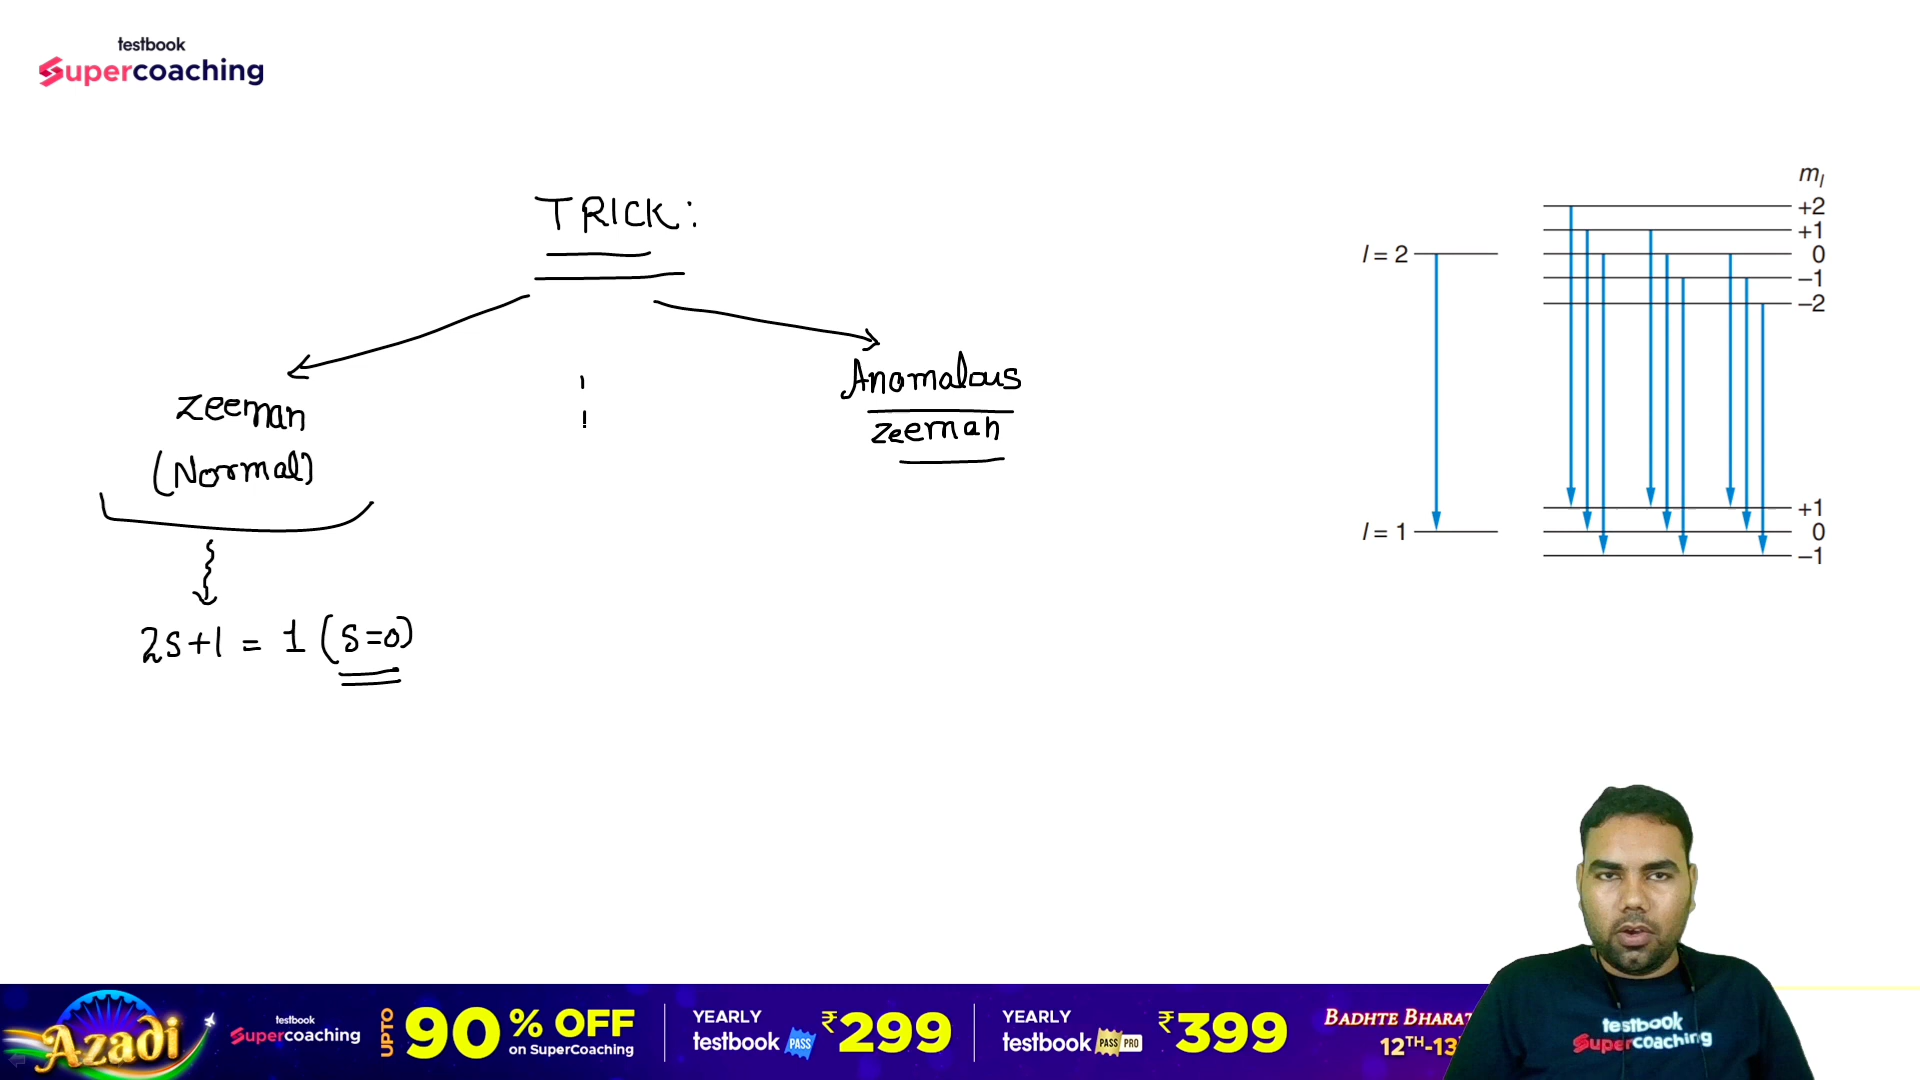 testbook
Supercoaching
TRICK:
Zeeman
(Normal)
2S+1 = 1 (S=0)
Anomalous
Zeeman
ml
+2
+1
l = 2
0
−1
−2
+1
l = 1
0
−1
Azadi
testbook
Supercoaching
UPTO
90% OFF
on SuperCoaching
YEARLY
testbook PASS
₹299
YEARLY
testbook PASS PRO
₹399
BADHTE BHARAT
12TH-13
testbook
Supercoaching